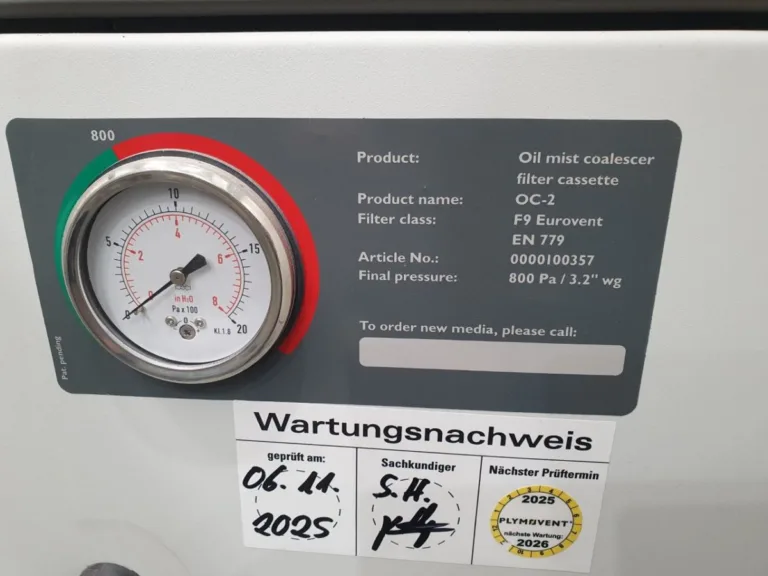 800
10
4
5
15
2
6
0
0
in H₂O
8
Pa x 100
0
KL.1.6
20
Pat. pending
Product: Oil mist coalescer
filter cassette
Product name: OC-2
Filter class: F9 Eurovent
EN 779
Article No.: 0000100357
Final pressure: 800 Pa / 3.2" wg
To order new media, please call:
Wartungsnachweis
geprüft am: Sachkundiger Nächster Prüftermin
06.11. S.H.
2025
2025
PLYMOVENT®
nächste Wartung:
2026